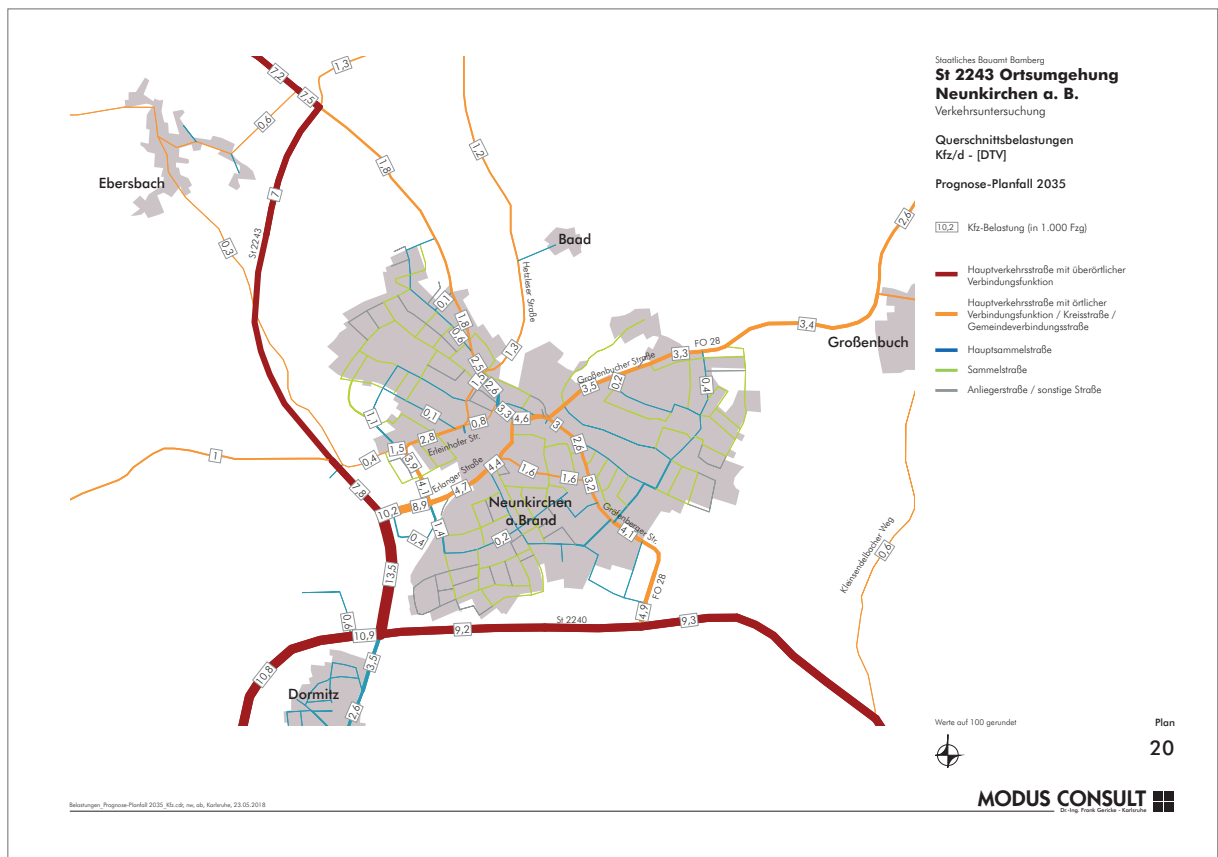 Staatliches Bauamt Bamberg
St 2243 Ortsumgehung
Neunkirchen a. B.
Verkehrsuntersuchung
Querschnittsbelastungen
Kfz/d - [DTV]
Prognose-Planfall 2035
10,2 Kfz-Belastung (in 1.000 Fzg)
Hauptverkehrsstraße mit überörtlicher
Verbindungsfunktion
Hauptverkehrsstraße mit örtlicher
Verbindungsfunktion / Kreisstraße /
Gemeindeverbindungsstraße
Hauptsammelstraße
Sammelstraße
Anliegerstraße / sonstige Straße
7,2
1,3
7,5
0,6
1,2
1,8
Ebersbach
7
2,6
0,3
St 2243
Baad
Hetzleser Straße
0,1
1,8
0,6
3,4
Großenbuch
FO 28
3,3
1,3
2,5
1,5
2,6
Großenbucher Straße
3,5
0,2
0,4
1,1
0,1
3,3
4,6
0,8
3
2,8
Erleinhofer Str.
2,6
1,5
0,4
1
3,9
4,4
1,6
1,6
3,2
4,1
Erlanger Straße
4,7
7,8
8,9
10,2
Neunkirchen
a.Brand
Gräfenberger Str.
4,1
1,4
0,4
0,2
Kleinsendelbacher Weg
0,6
13,5
FO 28
4,9
0,6
10,9
9,2
St 2240
9,3
3,5
10,8
Dormitz
2,6
Werte auf 100 gerundet
Plan
20
MODUS CONSULT
Dr.-Ing. Frank Gericke - Karlsruhe
Belastungen_Prognose-Planfall 2035_Kfz.cdr, nw, ab, Karlsruhe, 23.05.2018